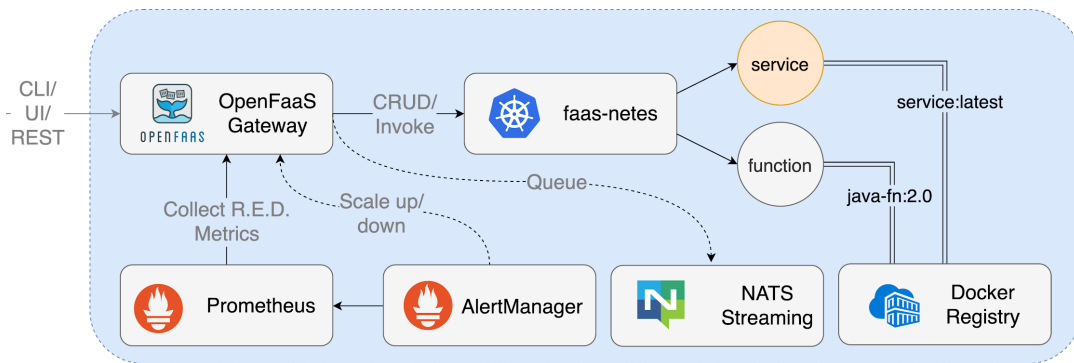 CLI/
UI/
REST
OPENFAAS
OpenFaaS
Gateway
CRUD/
Invoke
faas-netes
service
service:latest
function
java-fn:2.0
Queue
Collect R.E.D.
Metrics
Scale up/
down
Prometheus
AlertManager
N
NATS
Streaming
Docker
Registry